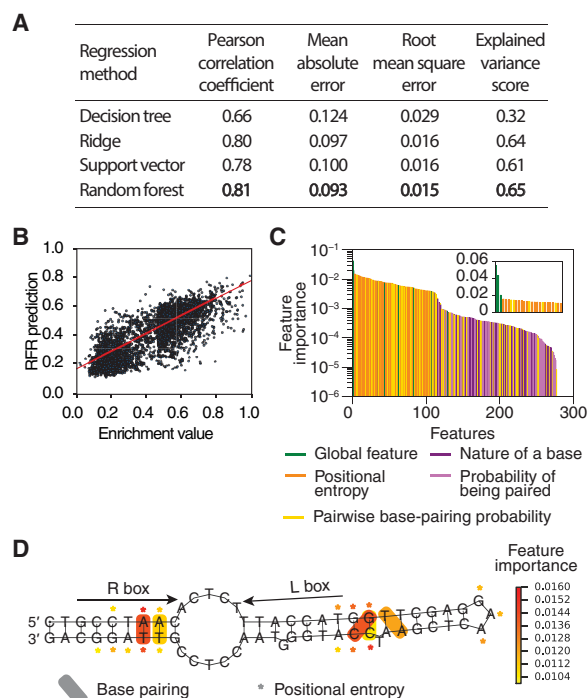 A
Regression method
Pearson correlation coefficient
Mean absolute error
Root mean square error
Explained variance score
Decision tree 0.66 0.124 0.029 0.32
Ridge 0.80 0.097 0.016 0.64
Support vector 0.78 0.100 0.016 0.61
Random forest 0.81 0.093 0.015 0.65
B
RFR prediction
1.0
0.8
0.6
0.4
0.2
0.0
0.0 0.2 0.4 0.6 0.8 1.0
Enrichment value
C
Feature importance
10⁻¹
10⁻²
10⁻³
10⁻⁴
10⁻⁵
10⁻⁶
0.06
0.04
0.02
0
0 100 200 300
Features
Global feature
Nature of a base
Positional entropy
Probability of being paired
Pairwise base-pairing probability
D
R box
L box
5′ C T G C C T A A
T T A C C A T G G T T C G A G G
3′ G A C G G A T T G C C T C C
A A T G G T A C C T A A G C T C A
Feature importance
0.0160
0.0152
0.0144
0.0136
0.0128
0.0120
0.0112
0.0104
Base pairing
Positional entropy